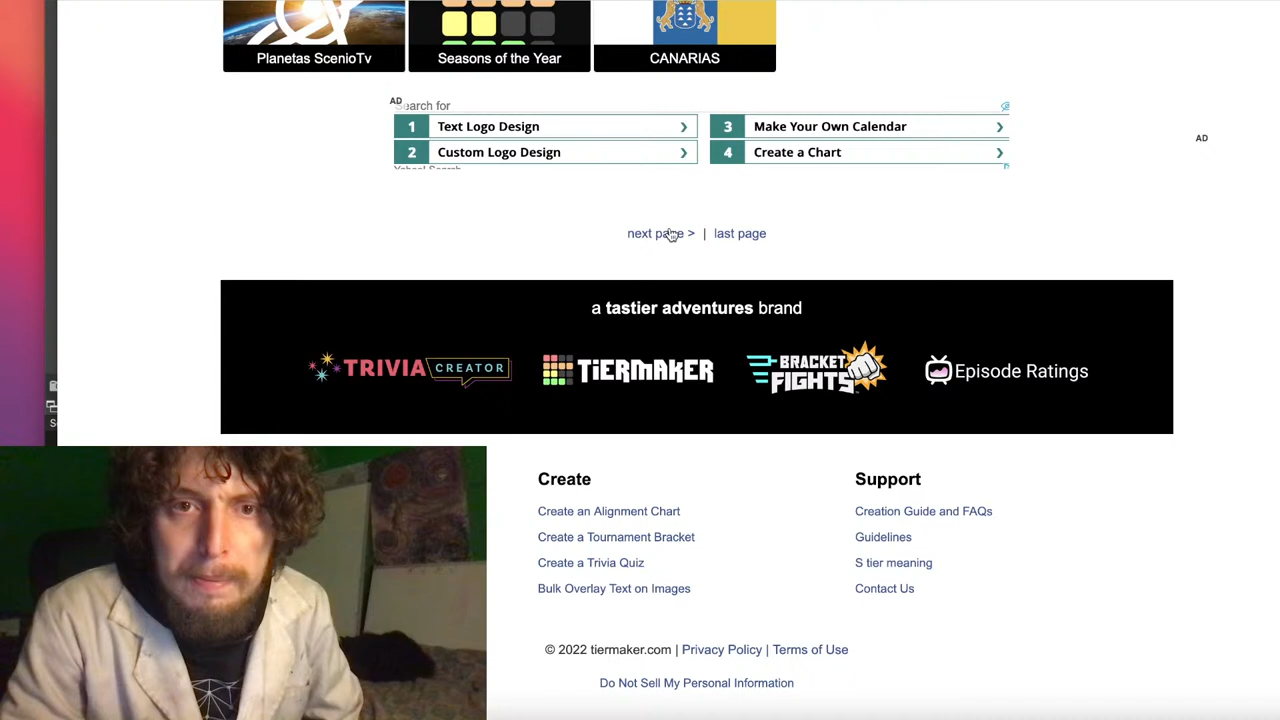 Planetas ScenioTv
Seasons of the Year
CANARIAS
AD
Search for
1 Text Logo Design
3 Make Your Own Calendar
2 Custom Logo Design
4 Create a Chart
AD
Yahoo! Search
next page > | last page
a tastier adventures brand
TRIVIA CREATOR
TiERMAKER
BRACKET
FIGHTS
Episode Ratings
Create
Create an Alignment Chart
Create a Tournament Bracket
Create a Trivia Quiz
Bulk Overlay Text on Images
Support
Creation Guide and FAQs
Guidelines
S tier meaning
Contact Us
© 2022 tiermaker.com | Privacy Policy | Terms of Use
Do Not Sell My Personal Information